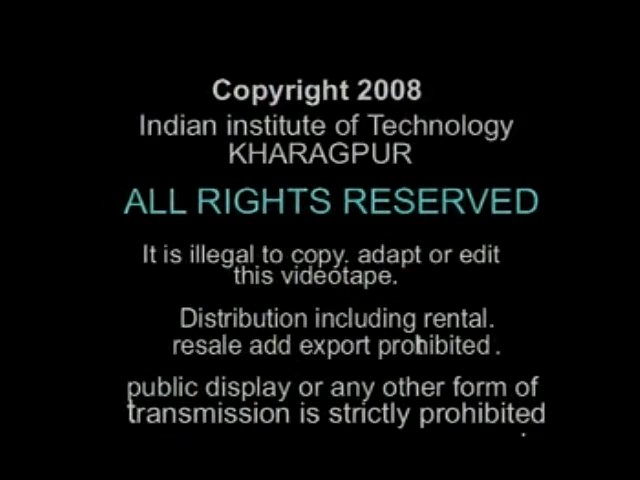 Copyright 2008
Indian institute of Technology
KHARAGPUR
ALL RIGHTS RESERVED
It is illegal to copy. adapt or edit
this videotape.
Distribution including rental.
resale add export prohibited .
public display or any other form of
transmission is strictly prohibited
.